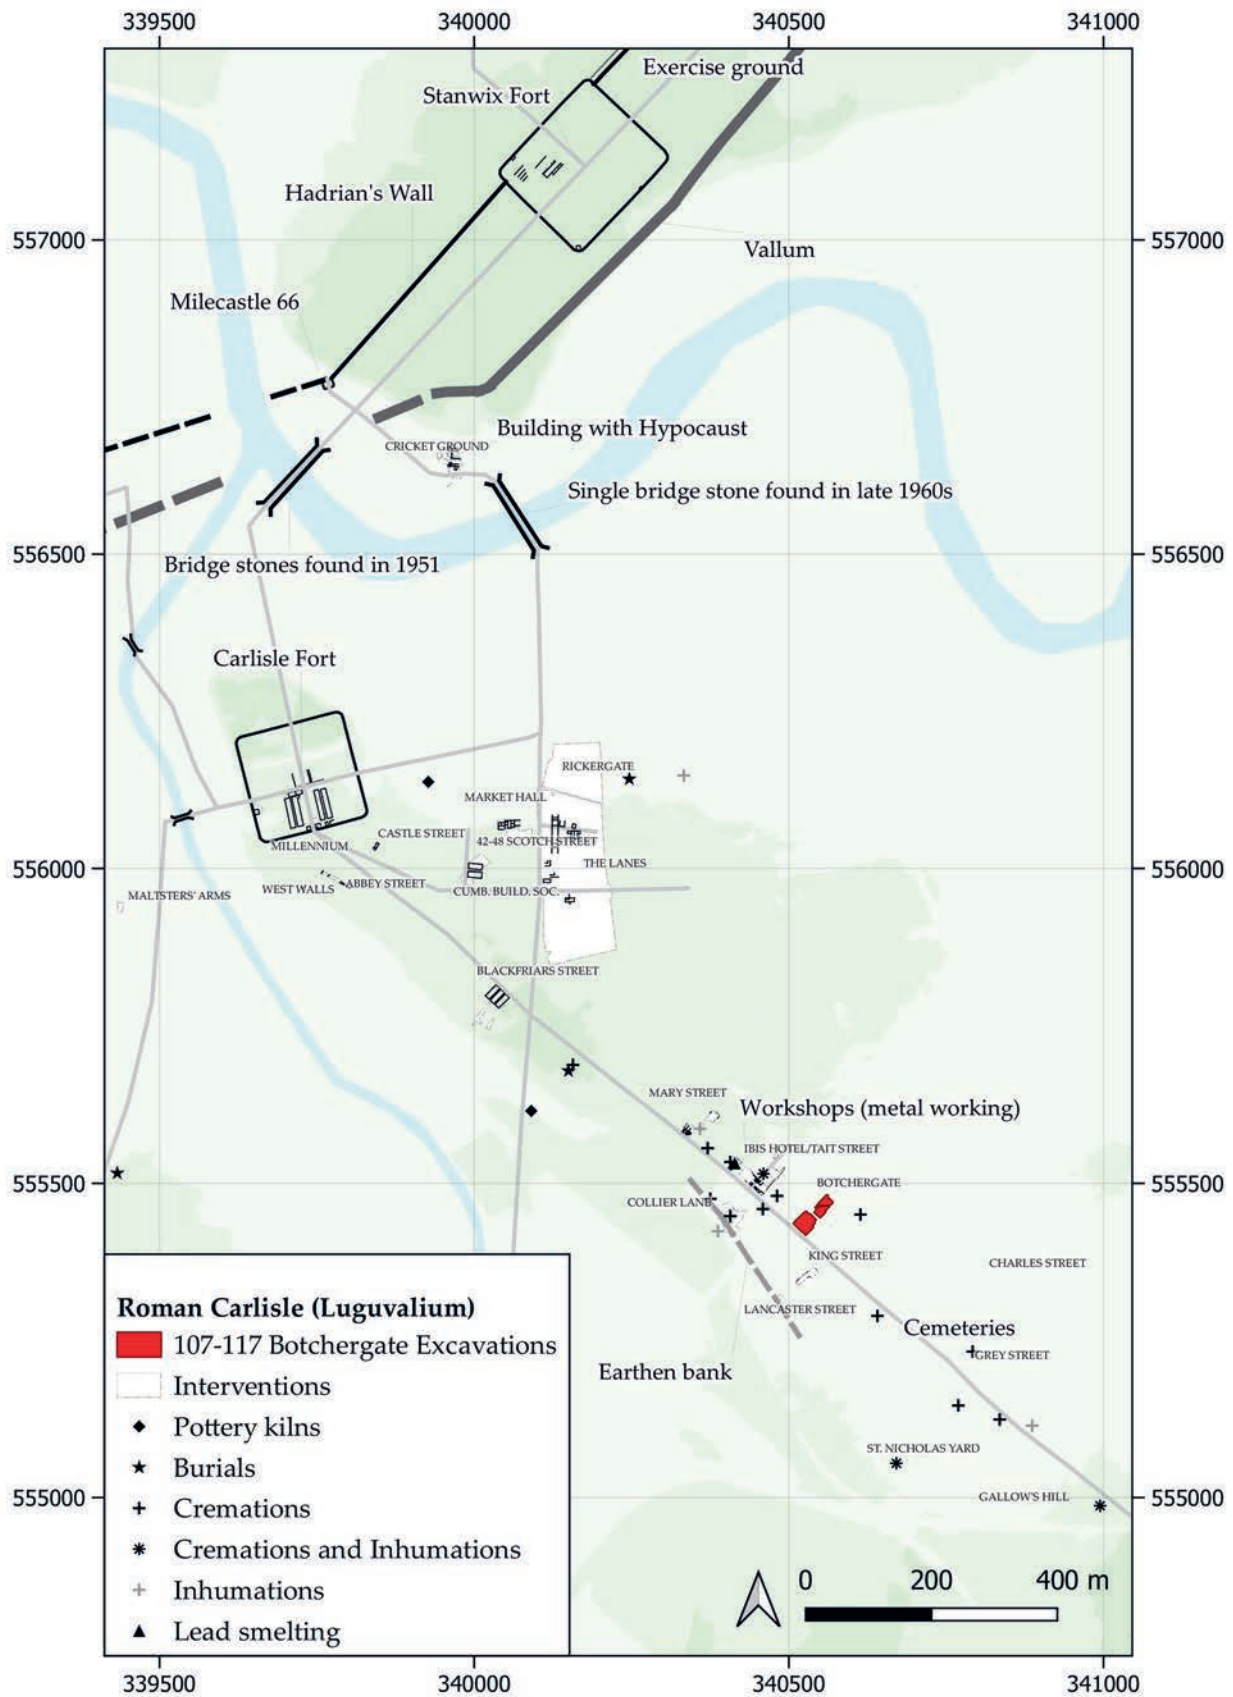 339500
340000
340500
341000
Exercise ground
Stanwix Fort
Hadrian's Wall
557000
557000
Vallum
Milecastle 66
Building with Hypocaust
CRICKET GROUND
Single bridge stone found in late 1960s
556500
556500
Bridge stones found in 1951
Carlisle Fort
RICKERGATE
MARKET HALL
CASTLE STREET
42-48 SCOTCH STREET
MILLENNIUM
THE LANES
556000
556000
ABBEY STREET
WEST WALLS
CUMB. BUILD. SOC.
MALTSTERS' ARMS
BLACKFRIARS STREET
MARY STREET
Workshops (metal working)
IBIS HOTEL/TAIT STREET
555500
555500
BOTCHERGATE
COLLIER LANE
KING STREET
CHARLES STREET
LANCASTER STREET
Cemeteries
GREY STREET
Earthen bank
ST. NICHOLAS YARD
555000
555000
GALLOW'S HILL
Roman Carlisle (Luguvalium)
107-117 Botchergate Excavations
Interventions
Pottery kilns
Burials
Cremations
Cremations and Inhumations
Inhumations
Lead smelting
0 200 400 m
339500
340000
340500
341000